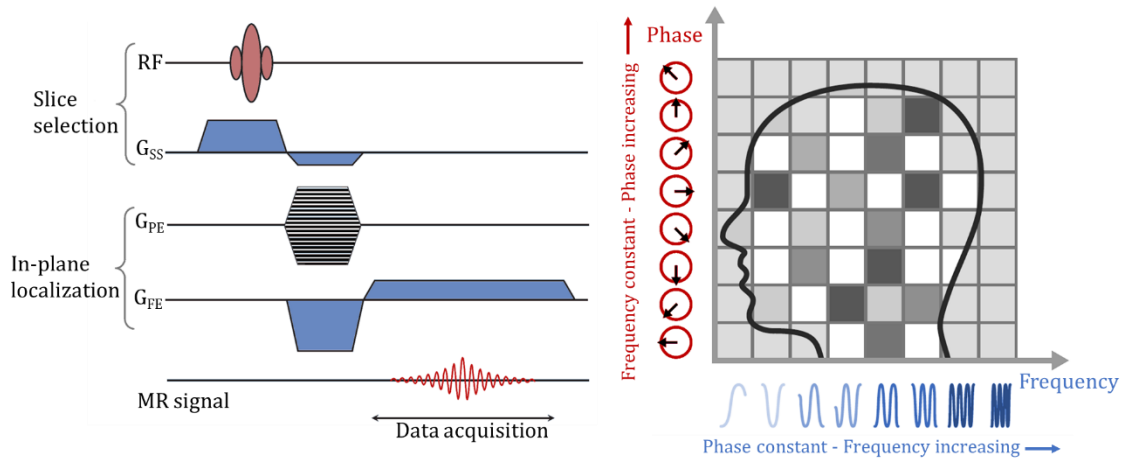 RF
Slice
selection
GSS
GPE
In-plane
localization
GFE
MR signal
Data acquisition
Phase
Frequency constant - Phase increasing
Frequency
Phase constant - Frequency increasing